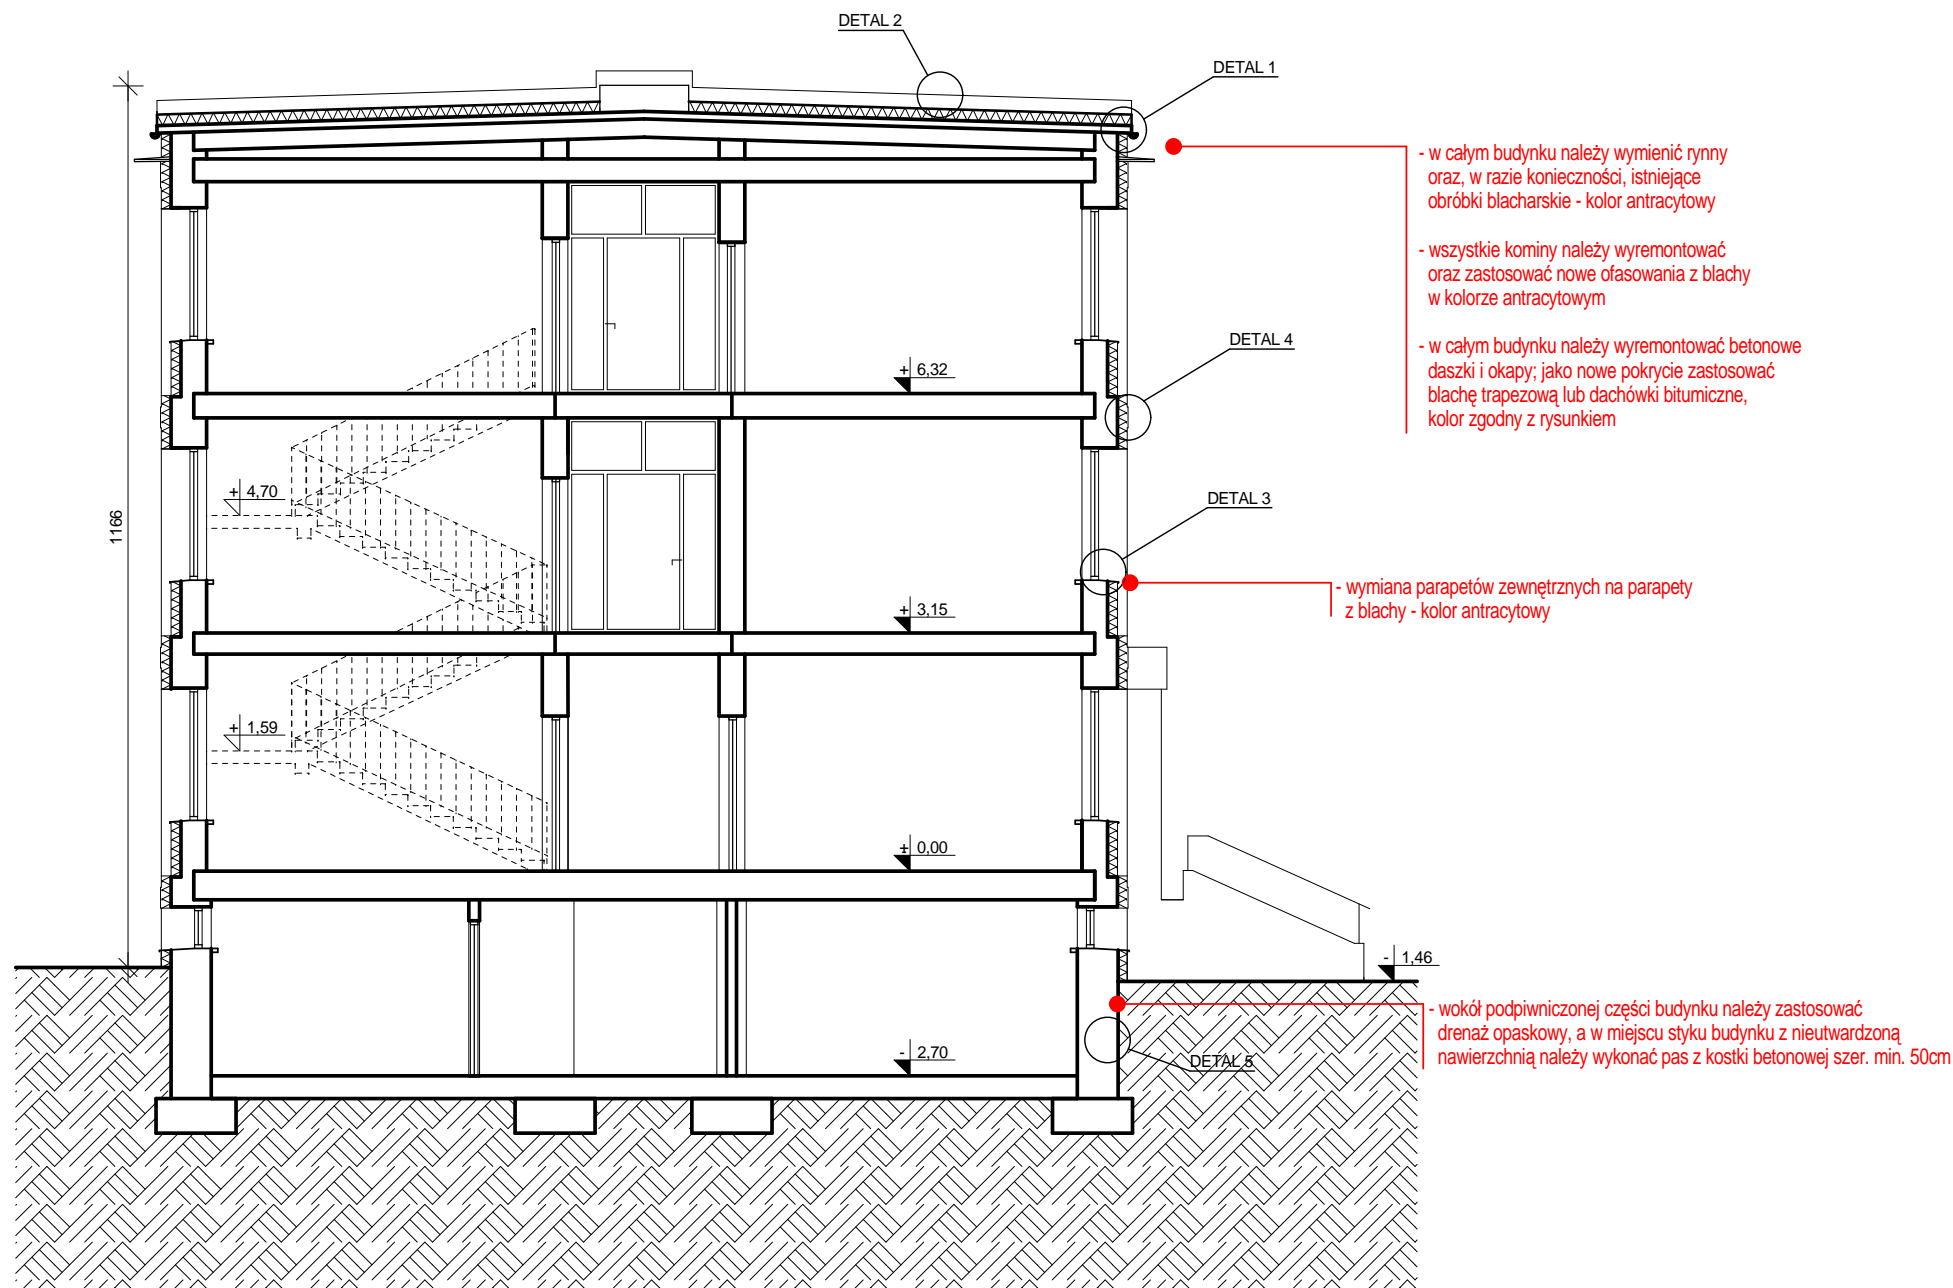 DETAL 2
DETAL 1
- w całym budynku należy wymienić rynny
oraz, w razie konieczności, istniejące
obróbki blacharskie - kolor antracytowy
- wszystkie kominy należy wyremontować
oraz zastosować nowe ofasowania z blachy
w kolorze antracytowym
- w całym budynku należy wyremontować betonowe
daszki i okapy; jako nowe pokrycie zastosować
blachę trapezową lub dachówki bitumiczne,
kolor zgodny z rysunkiem
DETAL 4
+ 6,32
+ 4,70
DETAL 3
1166
- wymiana parapetów zewnętrznych na parapety
z blachy - kolor antracytowy
+ 3,15
+ 1,59
± 0,00
- 1,46
- wokół podpiwniczonej części budynku należy zastosować
drenaż opaskowy, a w miejscu styku budynku z nieutwardzoną
nawierzchnią należy wykonać pas z kostki betonowej szer. min. 50cm
- 2,70
DETAL 5